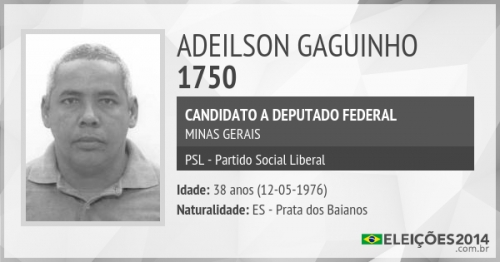 ADEILSON GAGUINHO
1750
CANDIDATO A DEPUTADO FEDERAL
MINAS GERAIS
PSL - Partido Social Liberal
Idade: 38 anos (12-05-1976)
Naturalidade: ES - Prata dos Baianos
ELEIÇÕES2014
.com.br